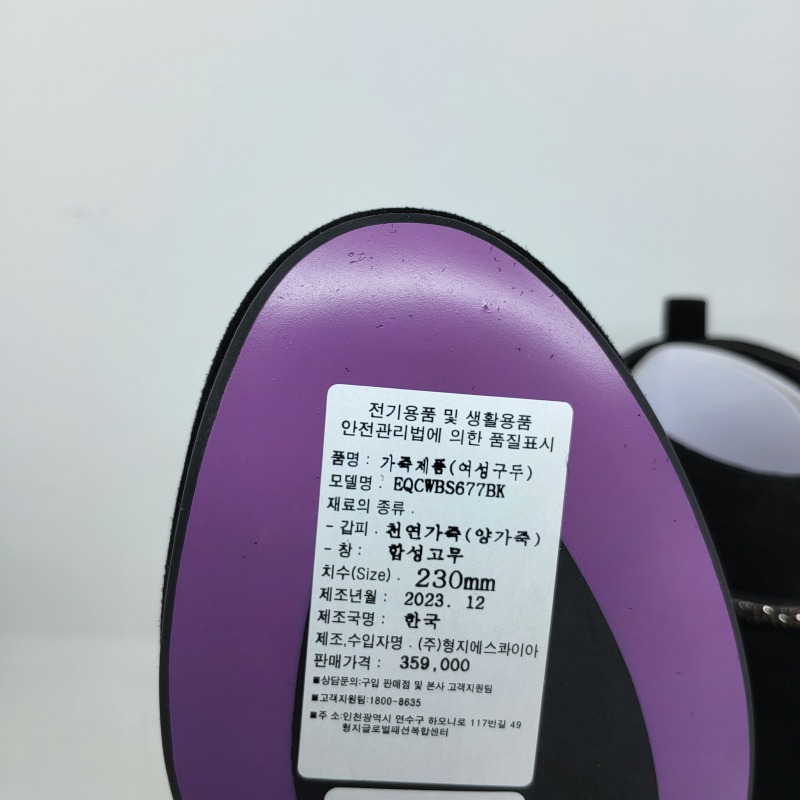 전기용품 및 생활용품
안전관리법에 의한 품질표시
품명 : 가죽제품(여성구두)
모델명 : EQCWBS677BK
재료의 종류 .
- 갑피 . 천연가죽(양가죽)
- 창 : 합성고무
치수(Size) . 230mm
제조년월 : 2023. 12
제조국명 : 한국
제조,수입자명 . (주)형지에스콰이아
판매가격 : 359,000
■상담문의:구입 판매점 및 본사 고객지원팀
■고객지원팀:1800-8635
■주 소:인천광역시 연수구 하모니로 117번길 49
형지글로벌패션복합센터